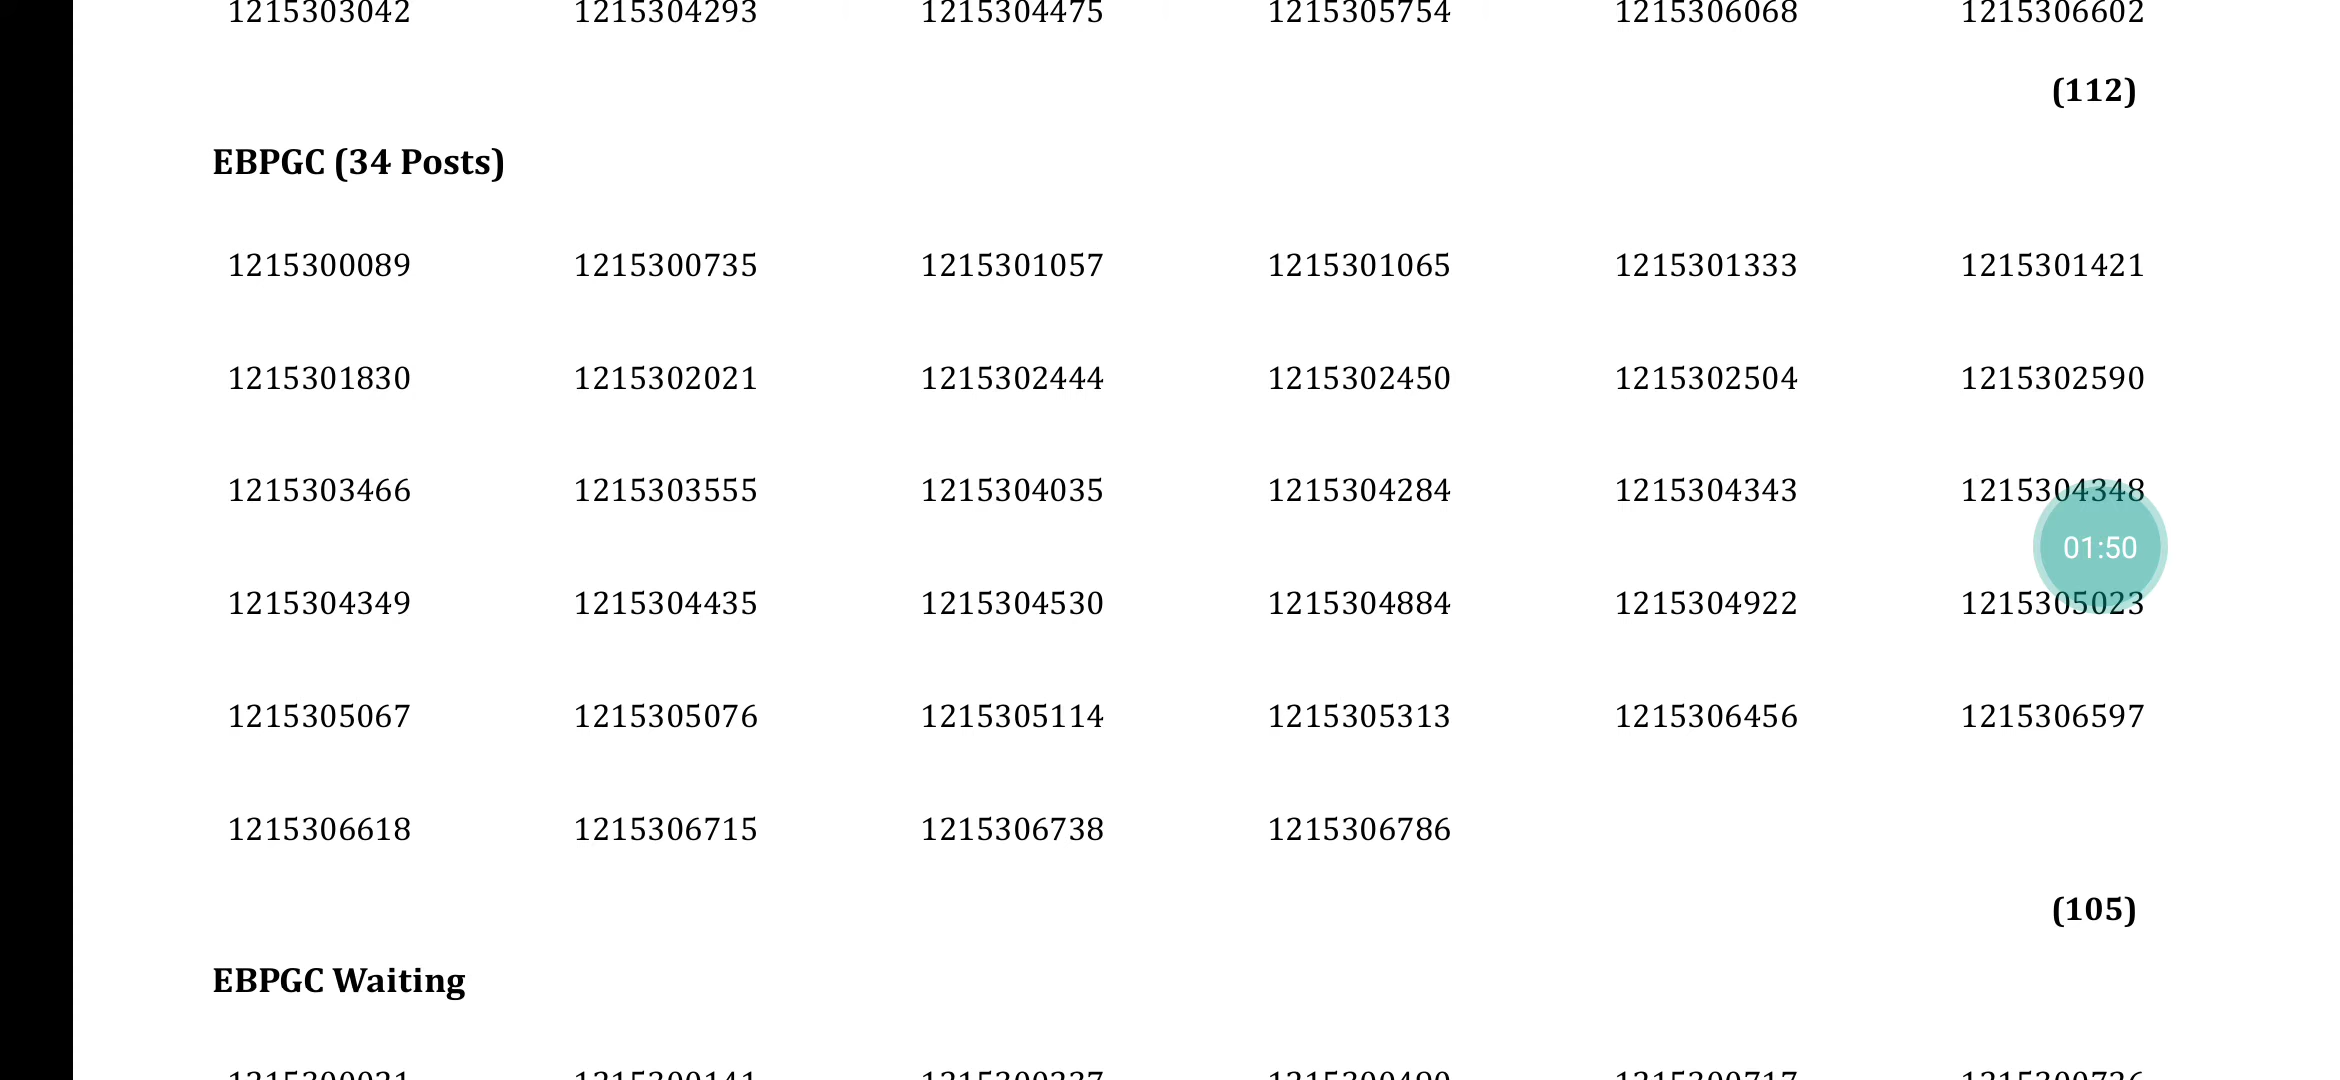 1215303042 1215304293 1215304475 1215305754 1215306068 1215306602
(112)
EBPGC (34 Posts)
1215300089 1215300735 1215301057 1215301065 1215301333 1215301421
1215301830 1215302021 1215302444 1215302450 1215302504 1215302590
1215303466 1215303555 1215304035 1215304284 1215304343 1215304348
01:50
1215304349 1215304435 1215304530 1215304884 1215304922 1215305023
1215305067 1215305076 1215305114 1215305313 1215306456 1215306597
1215306618 1215306715 1215306738 1215306786
(105)
EBPGC Waiting